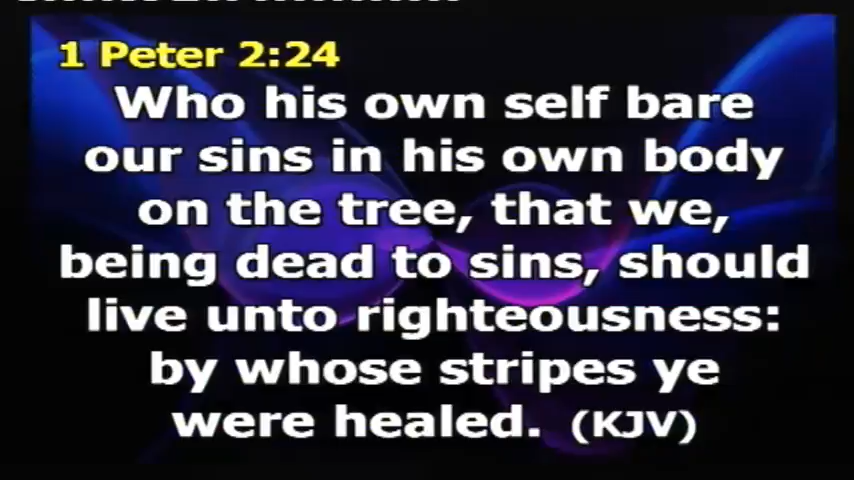 1 Peter 2:24
Who his own self bare
our sins in his own body
on the tree, that we,
being dead to sins, should
live unto righteousness:
by whose stripes ye
were healed. (KJV)